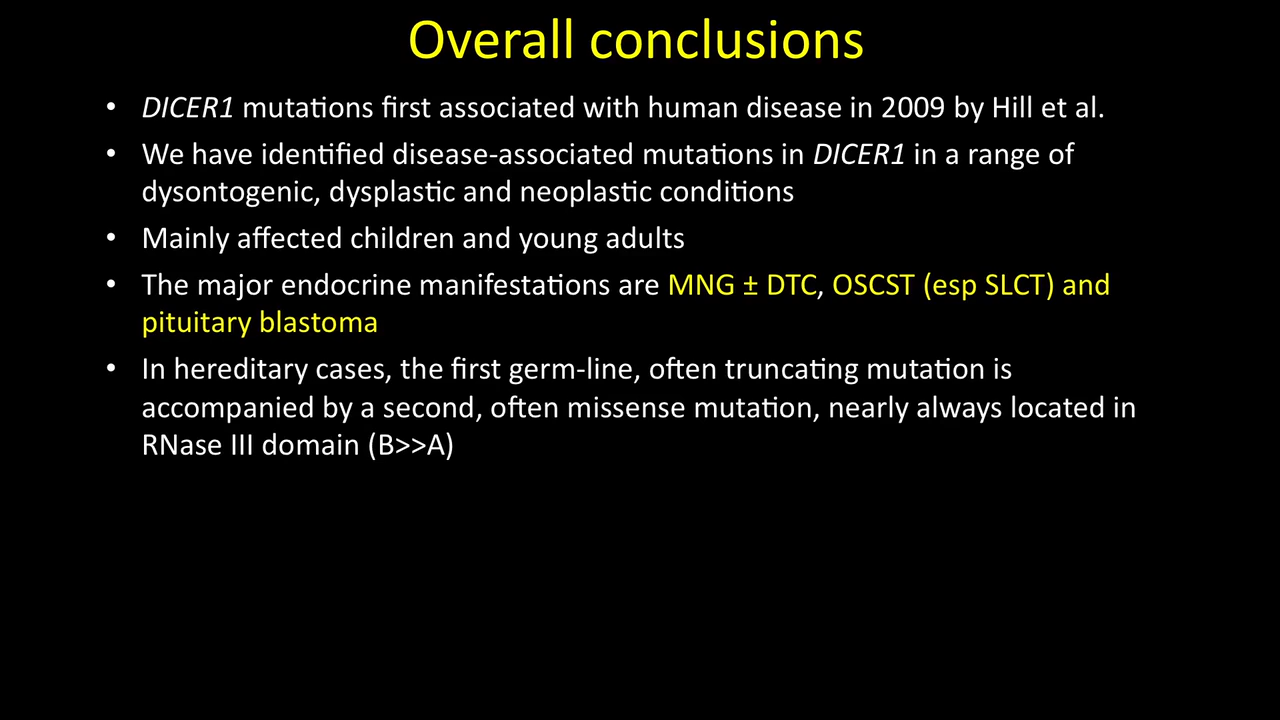 Overall conclusions
• DICER1 mutations first associated with human disease in 2009 by Hill et al.
• We have identified disease-associated mutations in DICER1 in a range of
dysontogenic, dysplastic and neoplastic conditions
• Mainly affected children and young adults
• The major endocrine manifestations are MNG ± DTC, OSCST (esp SLCT) and
pituitary blastoma
• In hereditary cases, the first germ-line, often truncating mutation is
accompanied by a second, often missense mutation, nearly always located in
RNase III domain (B>>A)